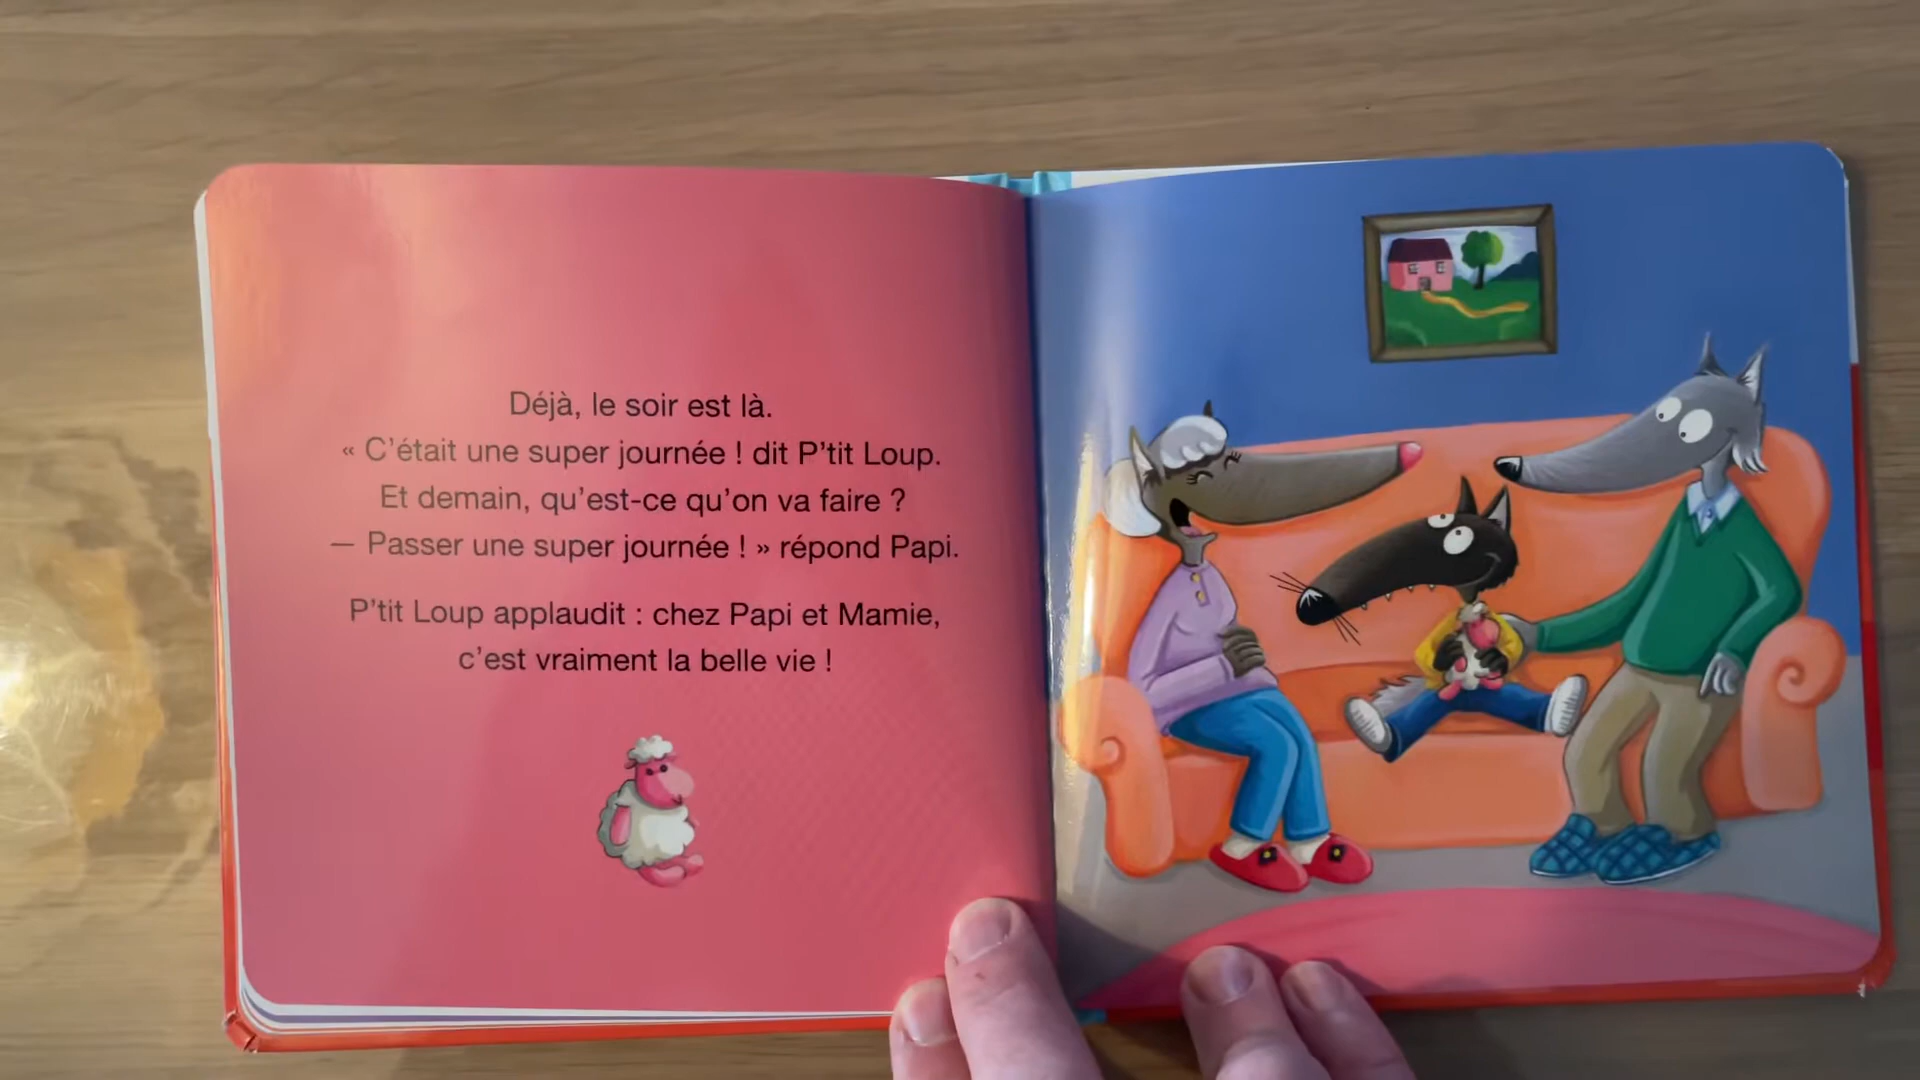 Déjà, le soir est là.
« C'était une super journée ! dit P'tit Loup.
Et demain, qu'est-ce qu'on va faire ?
— Passer une super journée ! » répond Papi.
P'tit Loup applaudit : chez Papi et Mamie,
c'est vraiment la belle vie !